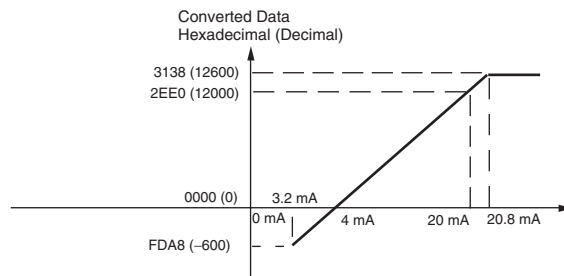 Converted Data
Hexadecimal (Decimal)
3138 (12600)
2EE0 (12000)
0000 (0)
3.2 mA
0 mA
4 mA
20 mA
20.8 mA
FDA8 (−600)